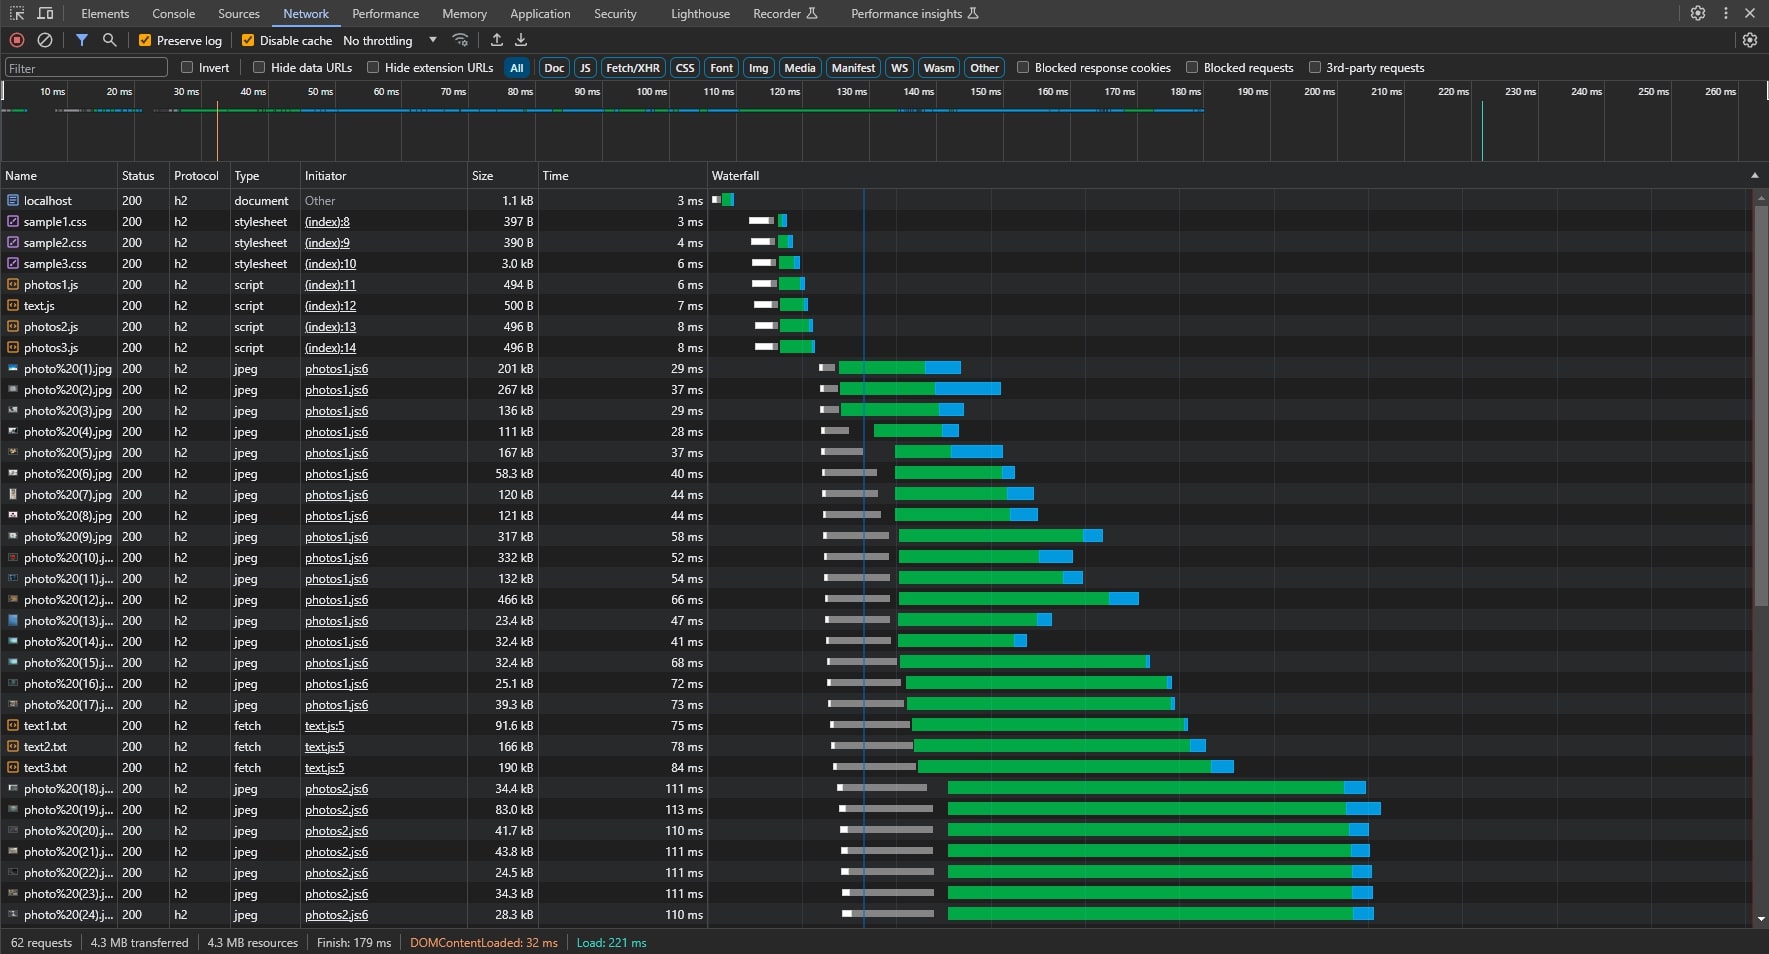 Elements Console Sources Network Performance Memory Application Security Lighthouse Recorder Performance insights
Preserve log Disable cache No throttling
Filter Invert Hide data URLs Hide extension URLs All Doc JS Fetch/XHR CSS Font Img Media Manifest WS Wasm Other Blocked response cookies Blocked requests 3rd-party requests
10 ms 20 ms 30 ms 40 ms 50 ms 60 ms 70 ms 80 ms 90 ms 100 ms 110 ms 120 ms 130 ms 140 ms 150 ms 160 ms 170 ms 180 ms 190 ms 200 ms 210 ms 220 ms 230 ms 240 ms 250 ms 260 ms
Name Status Protocol Type Initiator Size Time Waterfall
localhost 200 h2 document Other 1.1 kB 3 ms
sample1.css 200 h2 stylesheet (index):8 397 B 3 ms
sample2.css 200 h2 stylesheet (index):9 390 B 4 ms
sample3.css 200 h2 stylesheet (index):10 3.0 kB 6 ms
photos1.js 200 h2 script (index):11 494 B 6 ms
text.js 200 h2 script (index):12 500 B 7 ms
photos2.js 200 h2 script (index):13 496 B 8 ms
photos3.js 200 h2 script (index):14 496 B 8 ms
photo%20(1).jpg 200 h2 jpeg photos1.js:6 201 kB 29 ms
photo%20(2).jpg 200 h2 jpeg photos1.js:6 267 kB 37 ms
photo%20(3).jpg 200 h2 jpeg photos1.js:6 136 kB 29 ms
photo%20(4).jpg 200 h2 jpeg photos1.js:6 111 kB 28 ms
photo%20(5).jpg 200 h2 jpeg photos1.js:6 167 kB 37 ms
photo%20(6).jpg 200 h2 jpeg photos1.js:6 58.3 kB 40 ms
photo%20(7).jpg 200 h2 jpeg photos1.js:6 120 kB 44 ms
photo%20(8).jpg 200 h2 jpeg photos1.js:6 121 kB 44 ms
photo%20(9).jpg 200 h2 jpeg photos1.js:6 317 kB 58 ms
photo%20(10).j... 200 h2 jpeg photos1.js:6 332 kB 52 ms
photo%20(11).j... 200 h2 jpeg photos1.js:6 132 kB 54 ms
photo%20(12).j... 200 h2 jpeg photos1.js:6 466 kB 66 ms
photo%20(13).j... 200 h2 jpeg photos1.js:6 23.4 kB 47 ms
photo%20(14).j... 200 h2 jpeg photos1.js:6 32.4 kB 41 ms
photo%20(15).j... 200 h2 jpeg photos1.js:6 32.4 kB 68 ms
photo%20(16).j... 200 h2 jpeg photos1.js:6 25.1 kB 72 ms
photo%20(17).j... 200 h2 jpeg photos1.js:6 39.3 kB 73 ms
text1.txt 200 h2 fetch text.js:5 91.6 kB 75 ms
text2.txt 200 h2 fetch text.js:5 166 kB 78 ms
text3.txt 200 h2 fetch text.js:5 190 kB 84 ms
photo%20(18).j... 200 h2 jpeg photos2.js:6 34.4 kB 111 ms
photo%20(19).j... 200 h2 jpeg photos2.js:6 83.0 kB 113 ms
photo%20(20).j... 200 h2 jpeg photos2.js:6 41.7 kB 110 ms
photo%20(21).j... 200 h2 jpeg photos2.js:6 43.8 kB 111 ms
photo%20(22).j... 200 h2 jpeg photos2.js:6 24.5 kB 111 ms
photo%20(23).j... 200 h2 jpeg photos2.js:6 34.3 kB 111 ms
photo%20(24).j... 200 h2 jpeg photos2.js:6 28.3 kB 110 ms
62 requests 4.3 MB transferred 4.3 MB resources Finish: 179 ms DOMContentLoaded: 32 ms Load: 221 ms